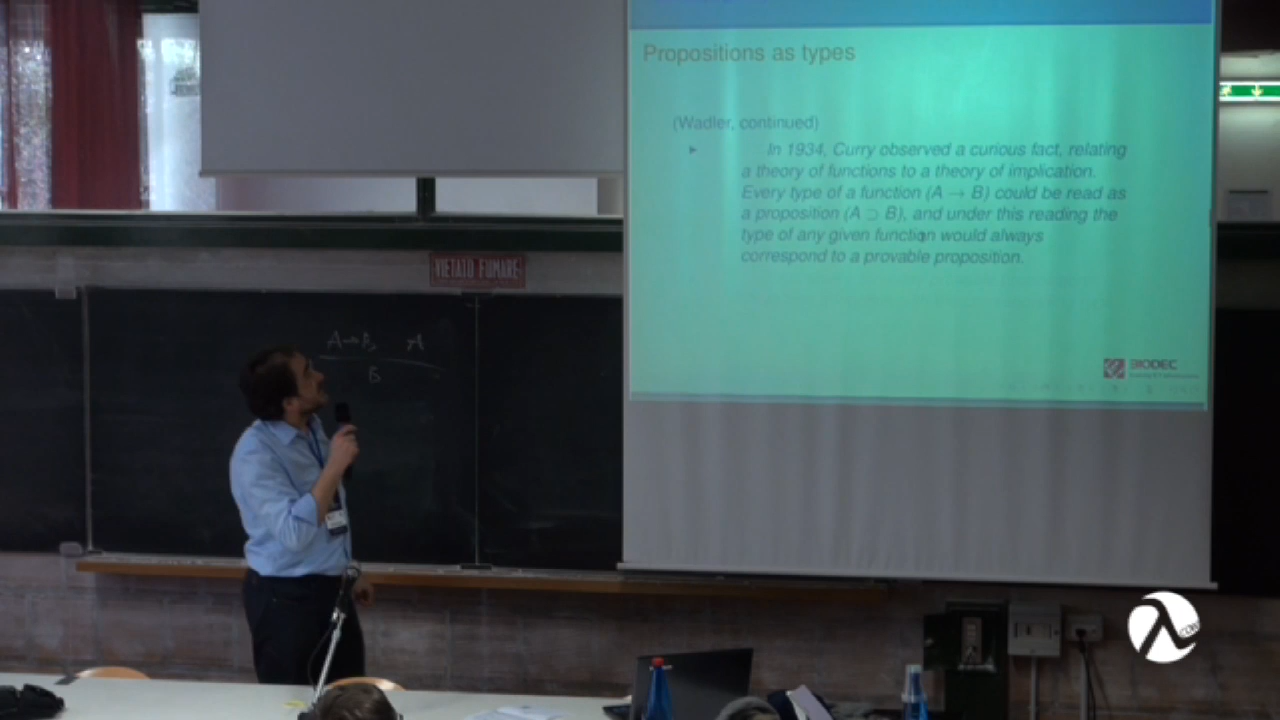 Propositions as types
(Wadler, continued)
In 1934, Curry observed a curious fact, relating
a theory of functions to a theory of implication.
Every type of a function (A → B) could be read as
a proposition (A ⊃ B), and under this reading the
type of any given function would always
correspond to a provable proposition.
VIETATO FUMARE
A→B, A
B
BIODEC
λ